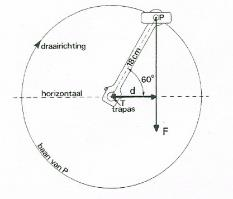 P
draairichting
18cm
60°
horizontaal
d
T
trapas
F
baan van P